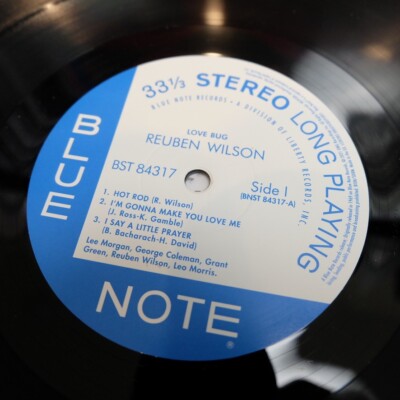 33⅓ STEREO LONG PLAYING
BLUE NOTE RECORDS • A DIVISION OF LIBERTY RECORDS, INC.
LOVE BUG
REUBEN WILSON
BST 84317
Side I
(BNST 84317-A)
1. HOT ROD (R. Wilson)
2. I'M GONNA MAKE YOU LOVE ME
(J. Ross-K. Gamble)
3. I SAY A LITTLE PRAYER
(B. Bacharach-H. David)
Lee Morgan, George Coleman, Grant
Green, Reuben Wilson, Leo Morris.
BLUE
NOTE
®